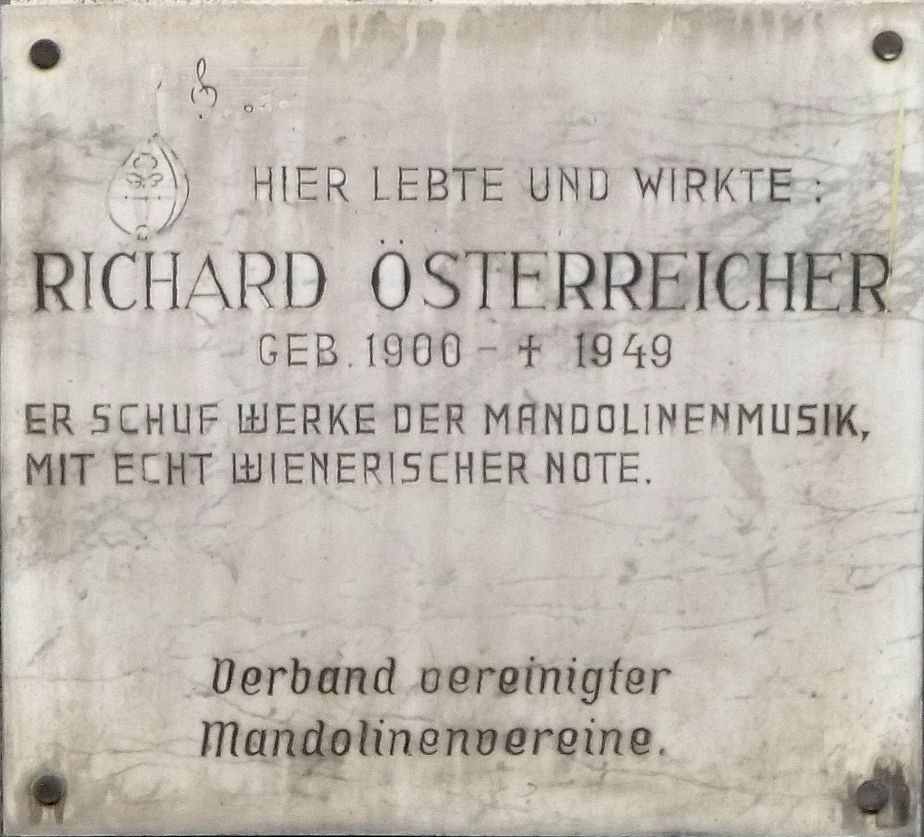 HIER LEBTE UND WIRKTE :
RICHARD ÖSTERREICHER
GEB. 1900 - ✝ 1949
ER SCHUF WERKE DER MANDOLINENMUSIK,
MIT ECHT WIENERISCHER NOTE.
Verband vereinigter
Mandolinenvereine.